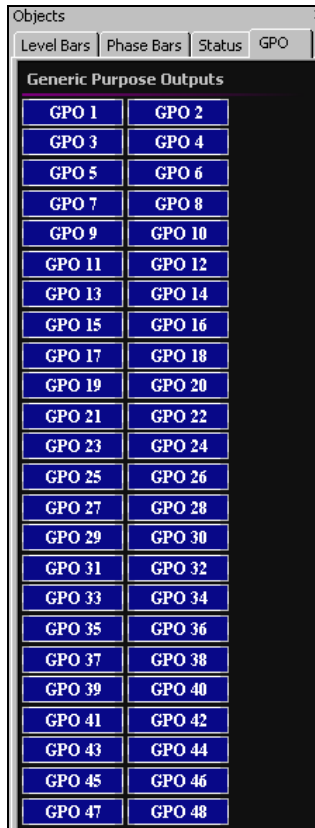 Objects
Level Bars Phase Bars Status GPO
Generic Purpose Outputs
GPO 1 GPO 2
GPO 3 GPO 4
GPO 5 GPO 6
GPO 7 GPO 8
GPO 9 GPO 10
GPO 11 GPO 12
GPO 13 GPO 14
GPO 15 GPO 16
GPO 17 GPO 18
GPO 19 GPO 20
GPO 21 GPO 22
GPO 23 GPO 24
GPO 25 GPO 26
GPO 27 GPO 28
GPO 29 GPO 30
GPO 31 GPO 32
GPO 33 GPO 34
GPO 35 GPO 36
GPO 37 GPO 38
GPO 39 GPO 40
GPO 41 GPO 42
GPO 43 GPO 44
GPO 45 GPO 46
GPO 47 GPO 48